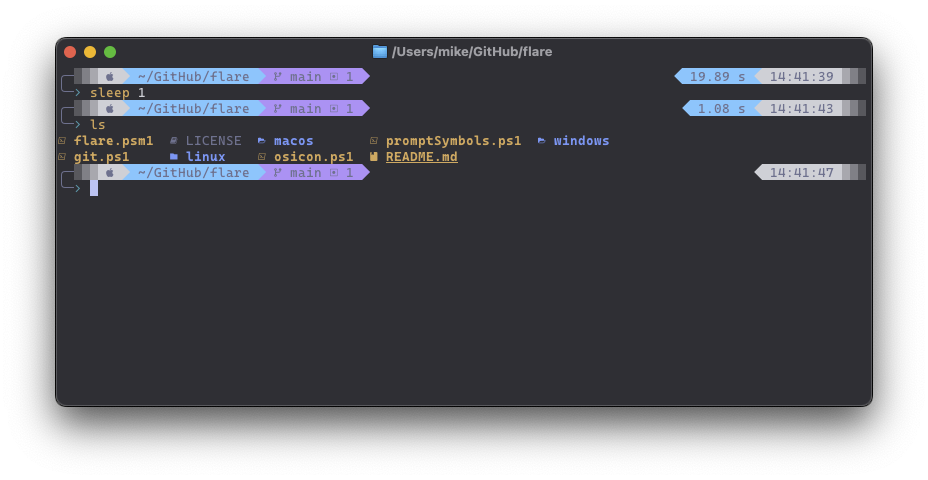 /Users/mike/GitHub/flare
~/GitHub/flare main 1 19.89 s 14:41:39
> sleep 1
~/GitHub/flare main 1 1.08 s 14:41:43
> ls
flare.psm1 LICENSE macos promptSymbols.ps1 windows
git.ps1 linux osicon.ps1 README.md
~/GitHub/flare main 1 14:41:47
>